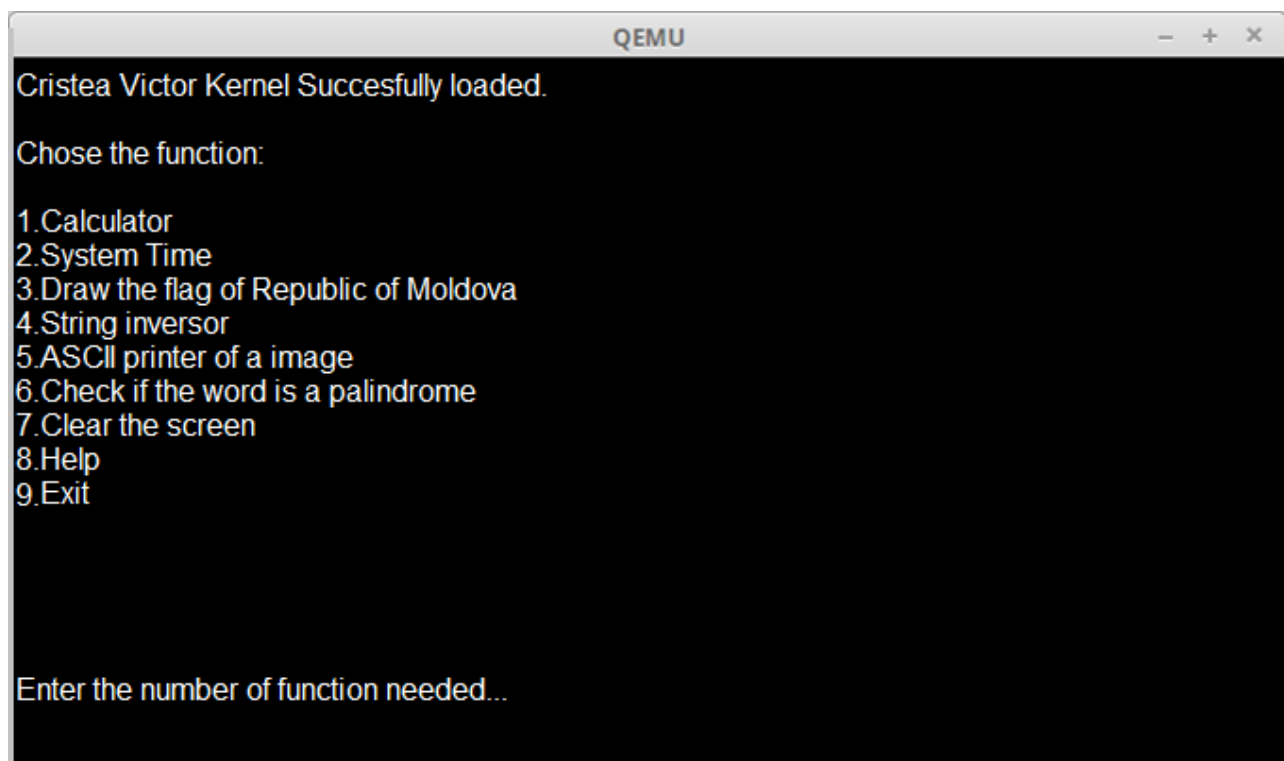 QEMU
Cristea Victor Kernel Succesfully loaded.
Chose the function:
1.Calculator
2.System Time
3.Draw the flag of Republic of Moldova
4.String inversor
5.ASCII printer of a image
6.Check if the word is a palindrome
7.Clear the screen
8.Help
9.Exit
Enter the number of function needed...